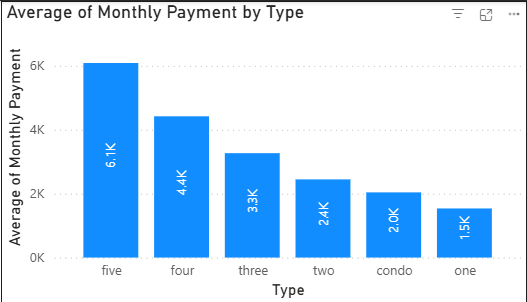 Average of Monthly Payment by Type
Average of Monthly Payment
6K
4K
2K
0K
6.1K
4.4K
3.3K
2.4K
2.0K
1.5K
five four three two condo one
Type